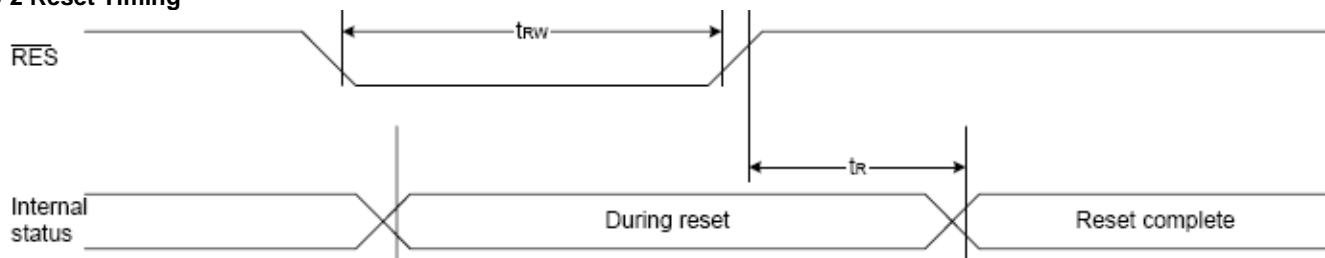 2 Reset Timing
tRW
RES
tR
Internal
status
During reset
Reset complete